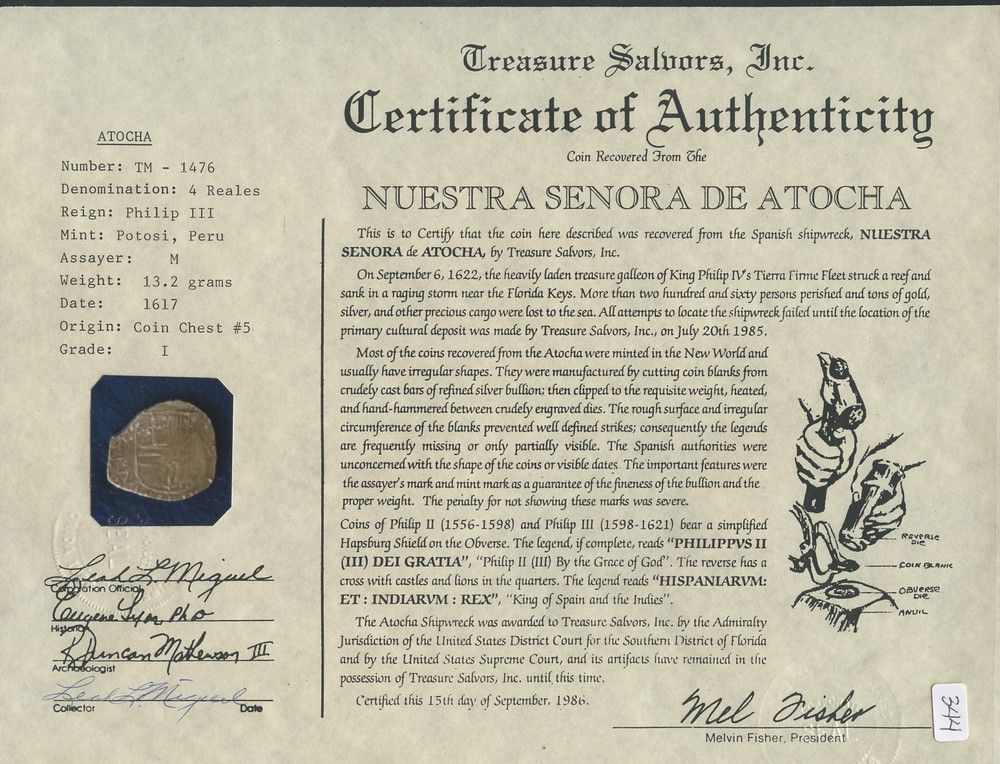 Treasure Salvors, Inc.
Certificate of Authenticity
Coin Recovered From The
NUESTRA SENORA DE ATOCHA
ATOCHA
Number: TM - 1476
Denomination: 4 Reales
Reign: Philip III
Mint: Potosi, Peru
Assayer: M
Weight: 13.2 grams
Date: 1617
Origin: Coin Chest #5
Grade: I
Leah L Miguel
Corporation Official
Eugene Lyon PhD
Historian
R Duncan Mathewson III
Archaeologist
Leah L Miguel
Collector Date
This is to Certify that the coin here described was recovered from the Spanish shipwreck, NUESTRA
SENORA de ATOCHA, by Treasure Salvors, Inc.
On September 6, 1622, the heavily laden treasure galleon of King Philip IV's Tierra Firme Fleet struck a reef and
sank in a raging storm near the Florida Keys. More than two hundred and sixty persons perished and tons of gold,
silver, and other precious cargo were lost to the sea. All attempts to locate the shipwreck failed until the location of the
primary cultural deposit was made by Treasure Salvors, Inc., on July 20th 1985.
Most of the coins recovered from the Atocha were minted in the New World and
usually have irregular shapes. They were manufactured by cutting coin blanks from
crudely cast bars of refined silver bullion; then clipped to the requisite weight, heated,
and hand-hammered between crudely engraved dies. The rough surface and irregular
circumference of the blanks prevented well defined strikes; consequently the legends
are frequently missing or only partially visible. The Spanish authorities were
unconcerned with the shape of the coins or visible dates. The important features were
the assayer's mark and mint mark as a guarantee of the fineness of the bullion and the
proper weight. The penalty for not showing these marks was severe.
Coins of Philip II (1556-1598) and Philip III (1598-1621) bear a simplified
Hapsburg Shield on the Obverse. The legend, if complete, reads "PHILIPPVS II
(III) DEI GRATIA", "Philip II (III) By the Grace of God". The reverse has a
cross with castles and lions in the quarters. The legend reads "HISPANIARVM:
ET : INDIARVM : REX", "King of Spain and the Indies".
The Atocha Shipwreck was awarded to Treasure Salvors, Inc. by the Admiralty
Jurisdiction of the United States District Court for the Southern District of Florida
and by the United States Supreme Court, and its artifacts have remained in the
possession of Treasure Salvors, Inc. until this time.
Certified this 15th day of September, 1986.
REVERSE
DIE
COIN BLANK
OBVERSE
DIE
ANVIL
Mel Fisher
Melvin Fisher, President
344